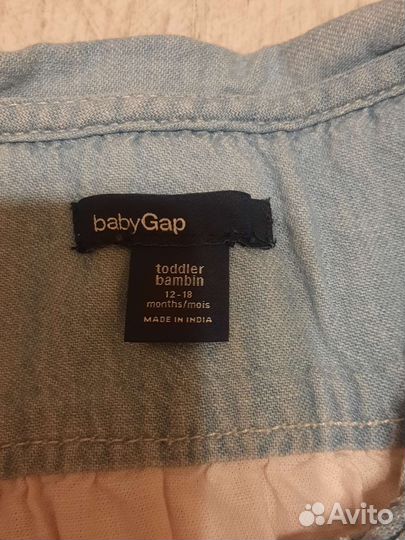 babyGap
toddler
bambin
12-18
months/mois
MADE IN INDIA
Avito